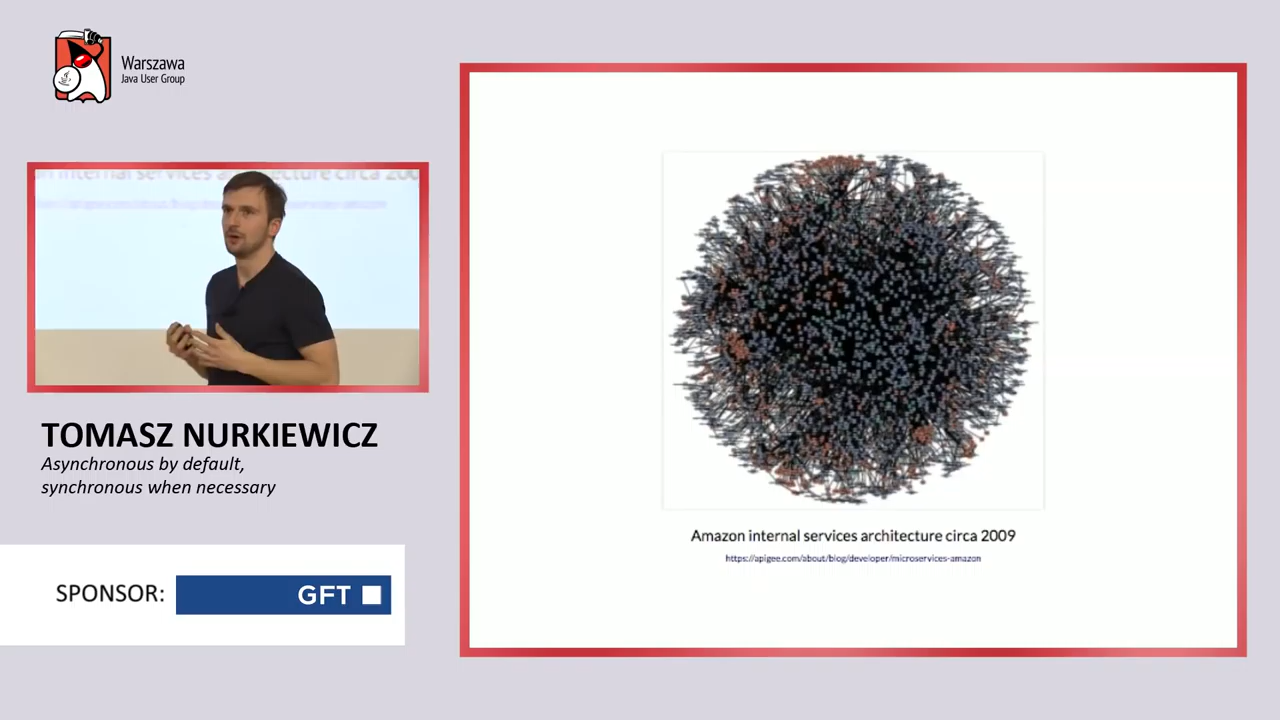 Warszawa
Java User Group
Amazon internal services architecture circa 2009
https://apigee.com/about/blog/developer/microservices-amazon
TOMASZ NURKIEWICZ
Asynchronous by default,
synchronous when necessary
SPONSOR:
GFT